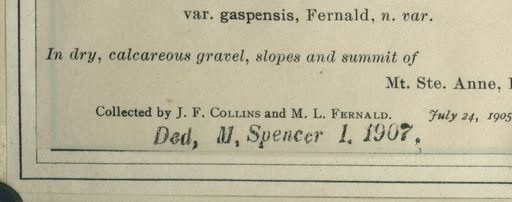 var. gaspensis, Fernald, n. var.
In dry, calcareous gravel, slopes and summit of
Mt. Ste. Anne,
Collected by J. F. COLLINS and M. L. FERNALD. July 24, 1905
Ded, M, Spencer 1. 1907,